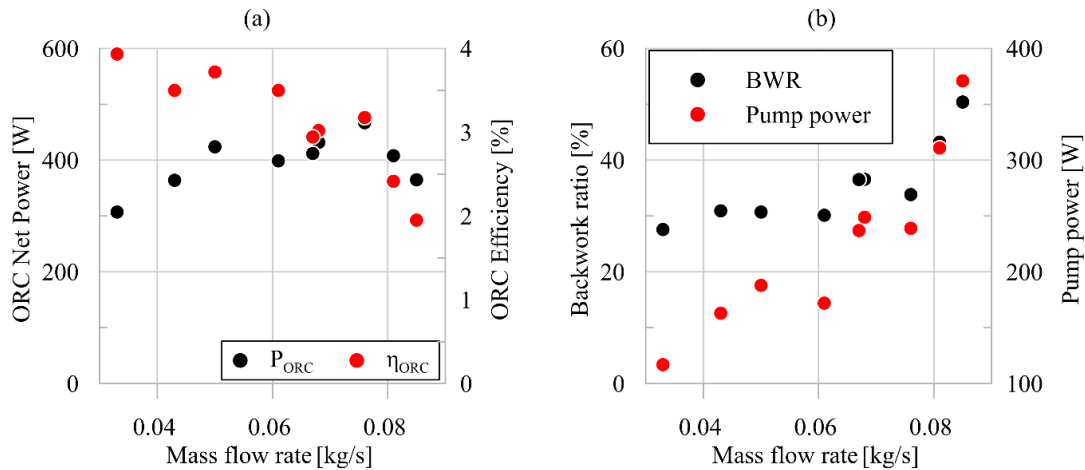 (a)
600
400
200
0
ORC Net Power [W]
4
3
2
1
0
ORC Efficiency [%]
P_ORC
η_ORC
0.04
0.06
0.08
Mass flow rate [kg/s]
(b)
60
40
20
0
Backwork ratio [%]
400
300
200
100
Pump power [W]
BWR
Pump power
0.04
0.06
0.08
Mass flow rate [kg/s]